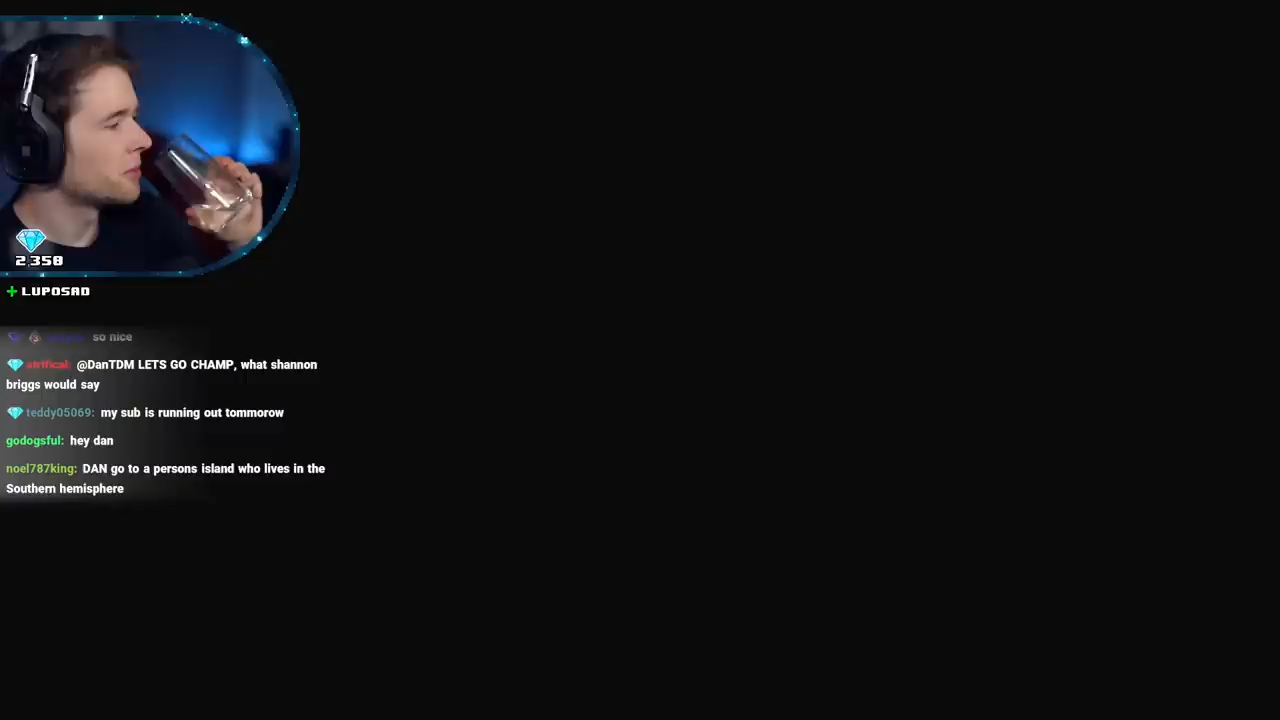 2,358
+ LUPOSAD
so nice
@DanTDM LETS GO CHAMP, what shannon
briggs would say
teddy05069: my sub is running out tommorow
godogsful: hey dan
noel787king: DAN go to a persons island who lives in the
Southern hemisphere